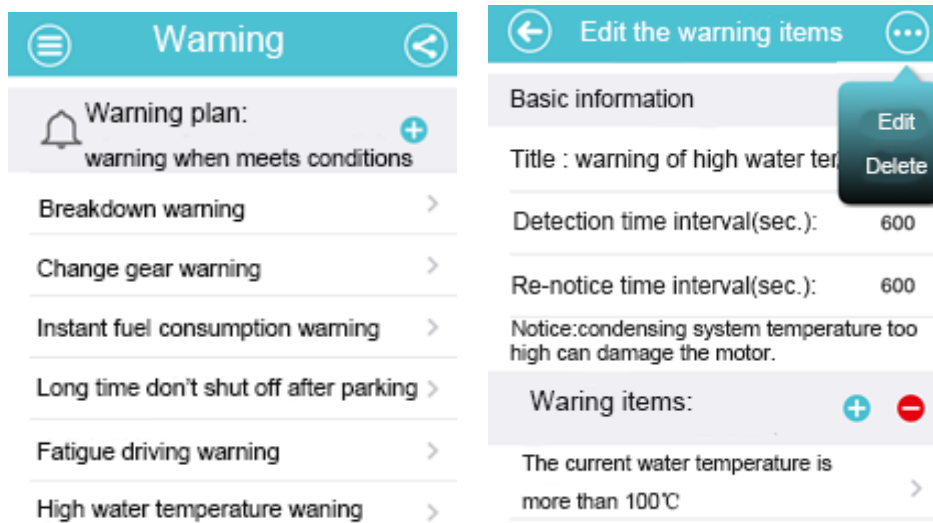 Warning
Warning plan:
warning when meets conditions
Breakdown warning
Change gear warning
Instant fuel consumption warning
Long time don't shut off after parking
Fatigue driving warning
High water temperature waning
Edit the warning items
Edit
Delete
Basic information
Title : warning of high water ter
Detection time interval(sec.): 600
Re-notice time interval(sec.): 600
Notice:condensing system temperature too
high can damage the motor.
Waring items:
The current water temperature is
more than 100℃